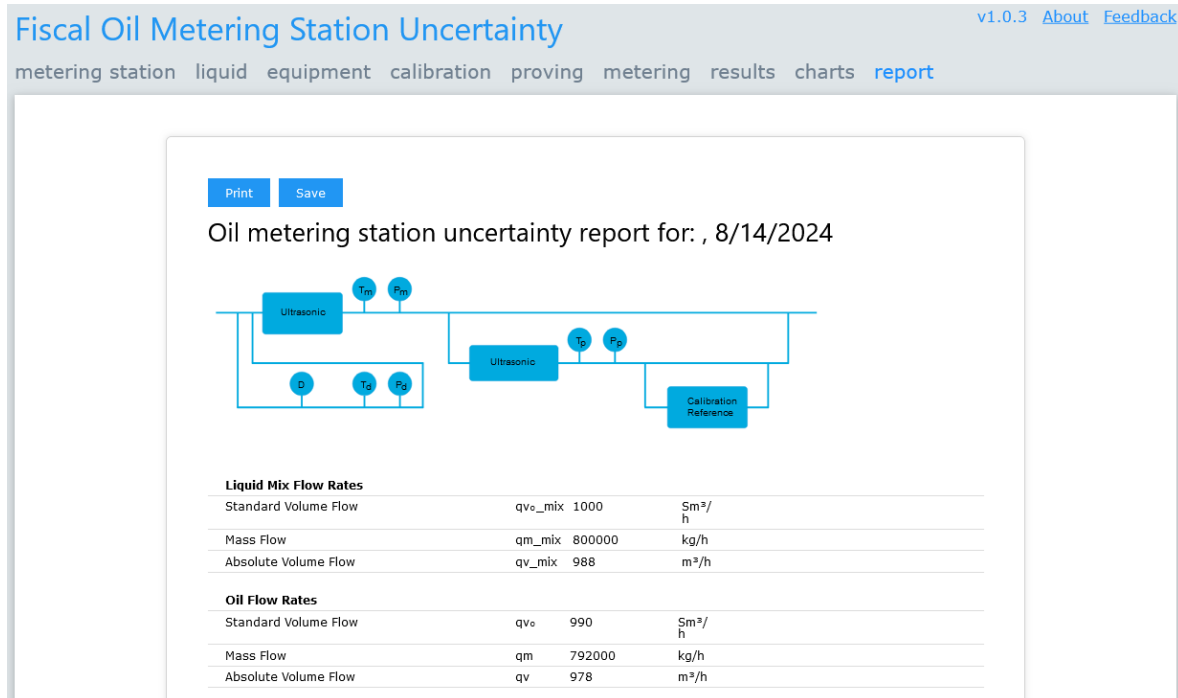 Fiscal Oil Metering Station Uncertainty
v1.0.3 About Feedback
metering station liquid equipment calibration proving metering results charts report
Print Save
Oil metering station uncertainty report for: , 8/14/2024
Tm Pm
Ultrasonic
Tp Pp
Ultrasonic
D Td Pd
Calibration
Reference
Liquid Mix Flow Rates
Standard Volume Flow qv₀_mix 1000 Sm³/
h
Mass Flow qm_mix 800000 kg/h
Absolute Volume Flow qv_mix 988 m³/h
Oil Flow Rates
Standard Volume Flow qv₀ 990 Sm³/
h
Mass Flow qm 792000 kg/h
Absolute Volume Flow qv 978 m³/h